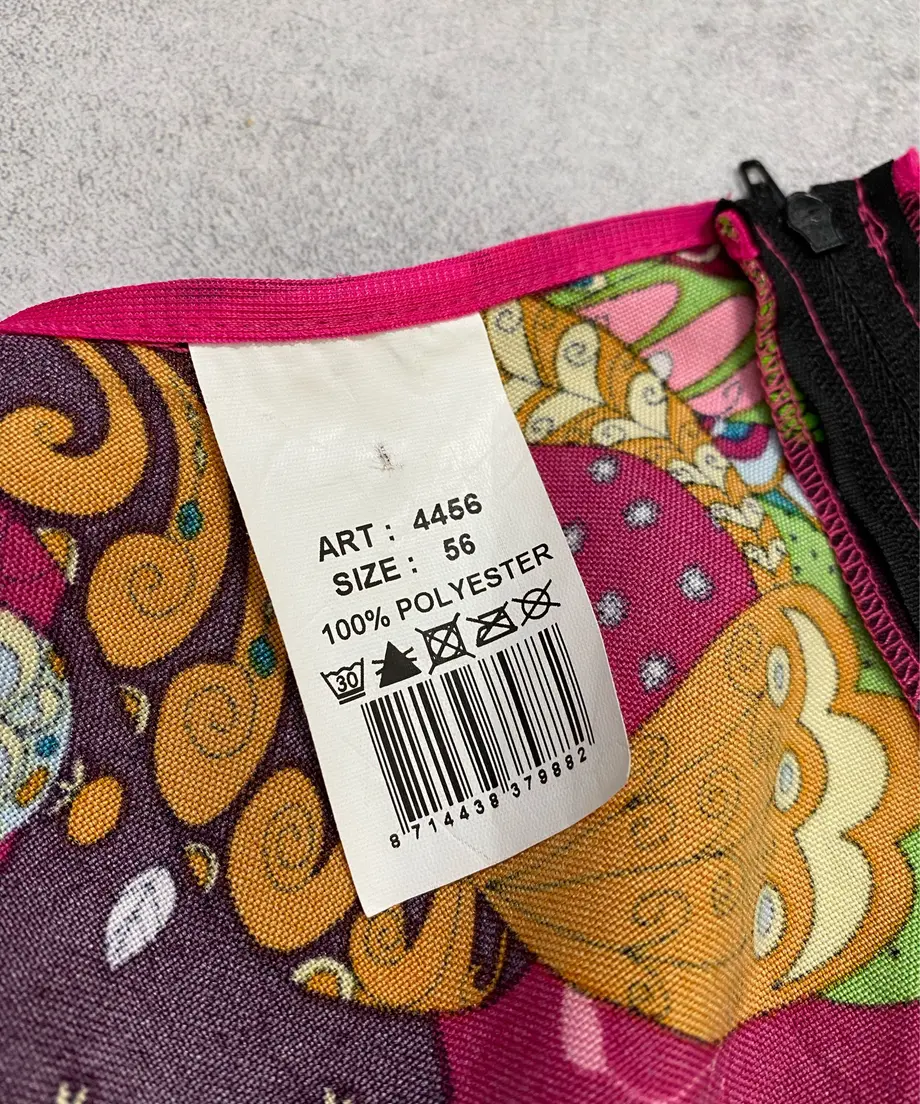 ART : 4456
SIZE : 56
100% POLYESTER
30
8 714438 379882